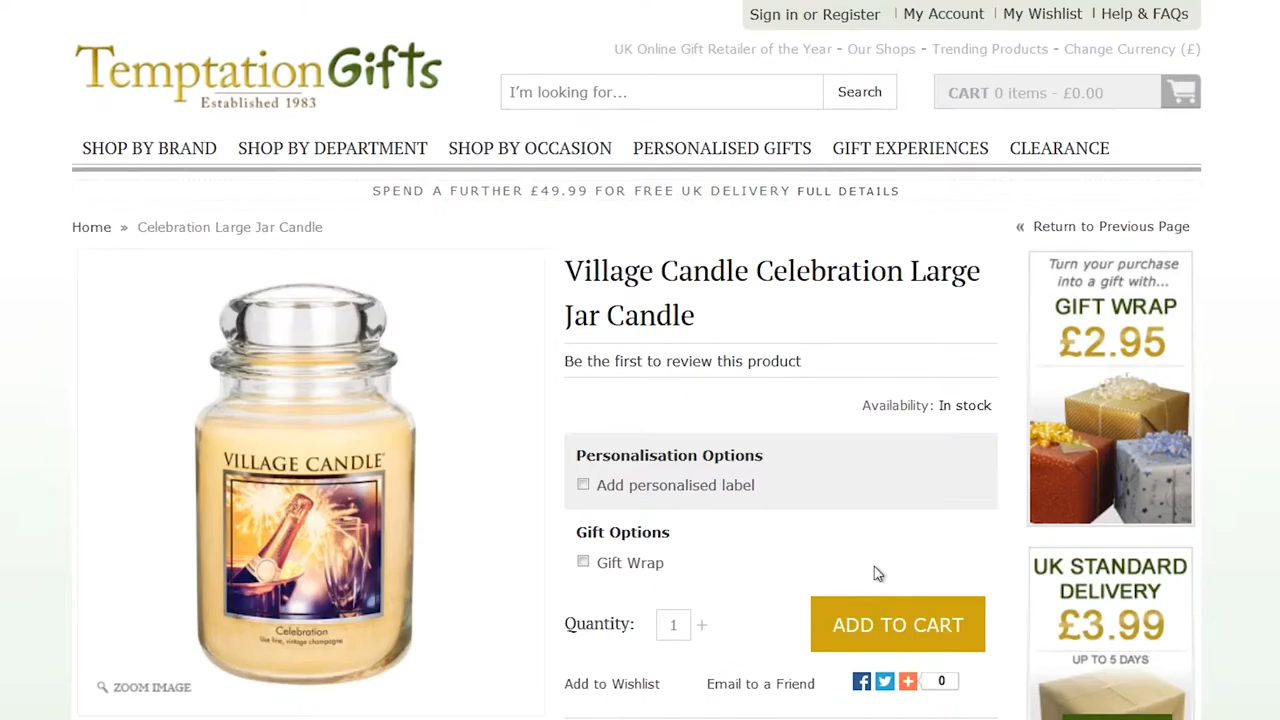 Sign in or Register
My Account
My Wishlist
Help & FAQs
TemptationGifts
Established 1983
UK Online Gift Retailer of the Year - Our Shops - Trending Products - Change Currency (£)
I'm looking for...
Search
CART 0 items - £0.00
SHOP BY BRAND
SHOP BY DEPARTMENT
SHOP BY OCCASION
PERSONALISED GIFTS
GIFT EXPERIENCES
CLEARANCE
SPEND A FURTHER £49.99 FOR FREE UK DELIVERY FULL DETAILS
Home » Celebration Large Jar Candle
« Return to Previous Page
VILLAGE CANDLE
Celebration
ZOOM IMAGE
Village Candle Celebration Large
Jar Candle
Be the first to review this product
Availability: In stock
Personalisation Options
Add personalised label
Gift Options
Gift Wrap
Quantity: 1 +
ADD TO CART
Add to Wishlist
Email to a Friend
0
Turn your purchase
into a gift with...
GIFT WRAP
£2.95
UK STANDARD
DELIVERY
£3.99
UP TO 5 DAYS